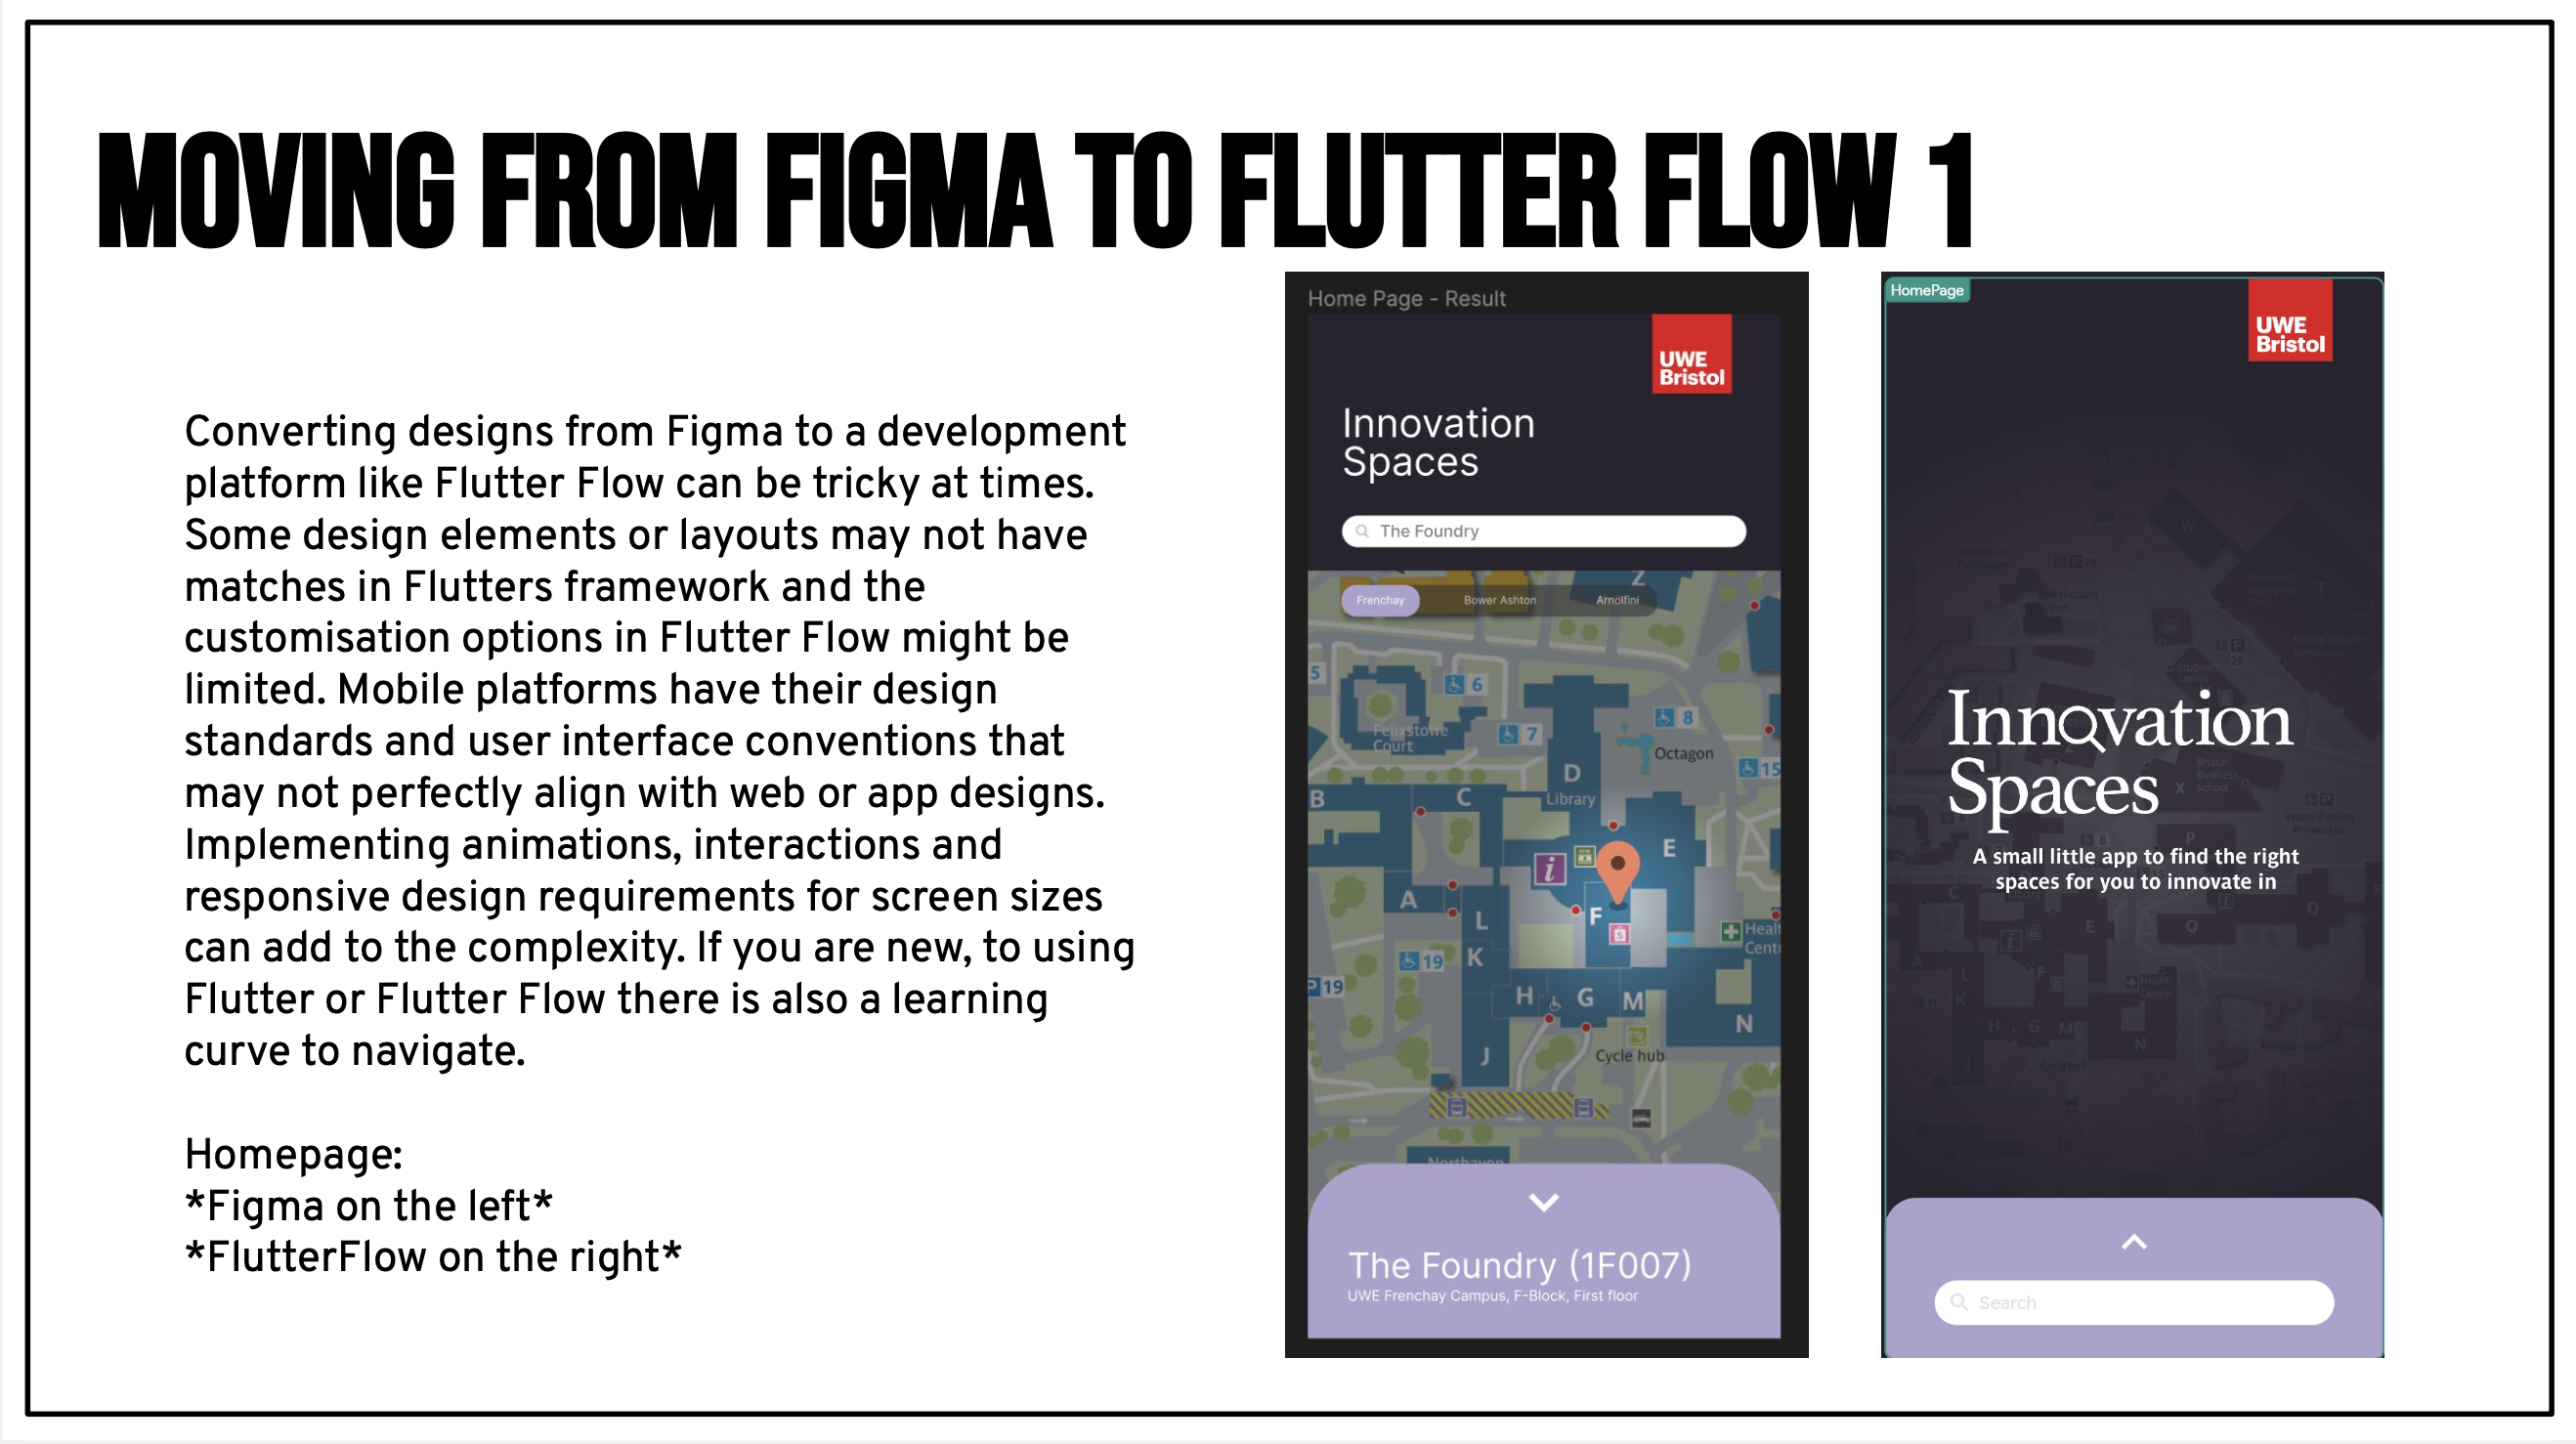 MOVING FROM FIGMA TO FLUTTER FLOW 1
Converting designs from Figma to a development
platform like Flutter Flow can be tricky at times.
Some design elements or layouts may not have
matches in Flutters framework and the
customisation options in Flutter Flow might be
limited. Mobile platforms have their design
standards and user interface conventions that
may not perfectly align with web or app designs.
Implementing animations, interactions and
responsive design requirements for screen sizes
can add to the complexity. If you are new, to using
Flutter or Flutter Flow there is also a learning
curve to navigate.
Homepage:
*Figma on the left*
*FlutterFlow on the right*
Home Page - Result
UWE
Bristol
Innovation
Spaces
The Foundry
Z
Frenchay
Bower Ashton
Arnolfini
5
6
8
7
Felixstowe
Court
Octagon
15
D
Library
B
C
E
i
A
F
L
K
19
P 19
H
G
M
N
J
Cycle hub
The Foundry (1F007)
UWE Frenchay Campus, F-Block, First floor
HomePage
UWE
Bristol
W
Student
Union
28
Innovation
Spaces
Bristol
Business
School
X
A small little app to find the right
spaces for you to innovate in
P
Q
E
C
A
L
K
F
H
G
M
N
J
Cycle hub
Search